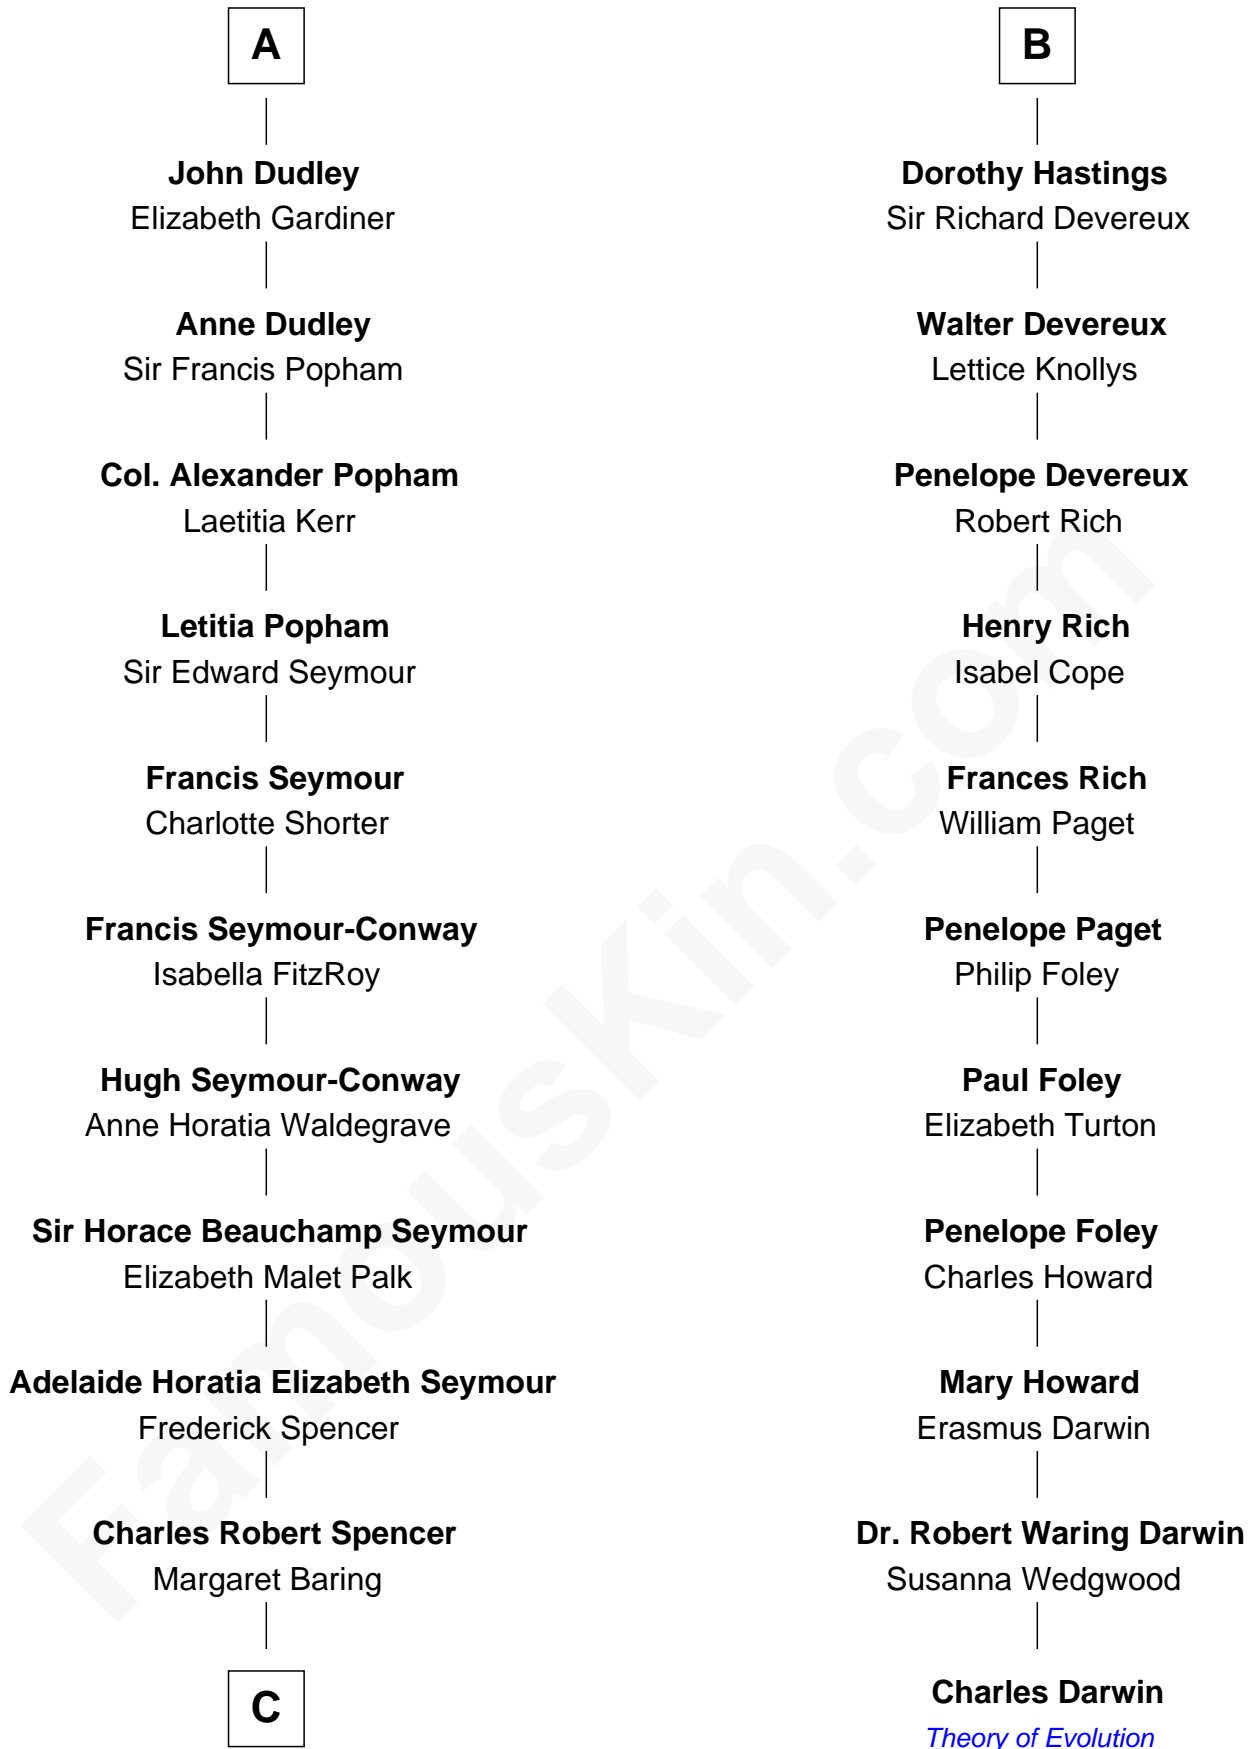 A
John Dudley
Elizabeth Gardiner
Anne Dudley
Sir Francis Popham
Col. Alexander Popham
Laetitia Kerr
Letitia Popham
Sir Edward Seymour
Francis Seymour
Charlotte Shorter
Francis Seymour-Conway
Isabella FitzRoy
Hugh Seymour-Conway
Anne Horatia Waldegrave
Sir Horace Beauchamp Seymour
Elizabeth Malet Palk
Adelaide Horatia Elizabeth Seymour
Frederick Spencer
Charles Robert Spencer
Margaret Baring
C
B
Dorothy Hastings
Sir Richard Devereux
Walter Devereux
Lettice Knollys
Penelope Devereux
Robert Rich
Henry Rich
Isabel Cope
Frances Rich
William Paget
Penelope Paget
Philip Foley
Paul Foley
Elizabeth Turton
Penelope Foley
Charles Howard
Mary Howard
Erasmus Darwin
Dr. Robert Waring Darwin
Susanna Wedgwood
Charles Darwin
Theory of Evolution
FamousKin.com